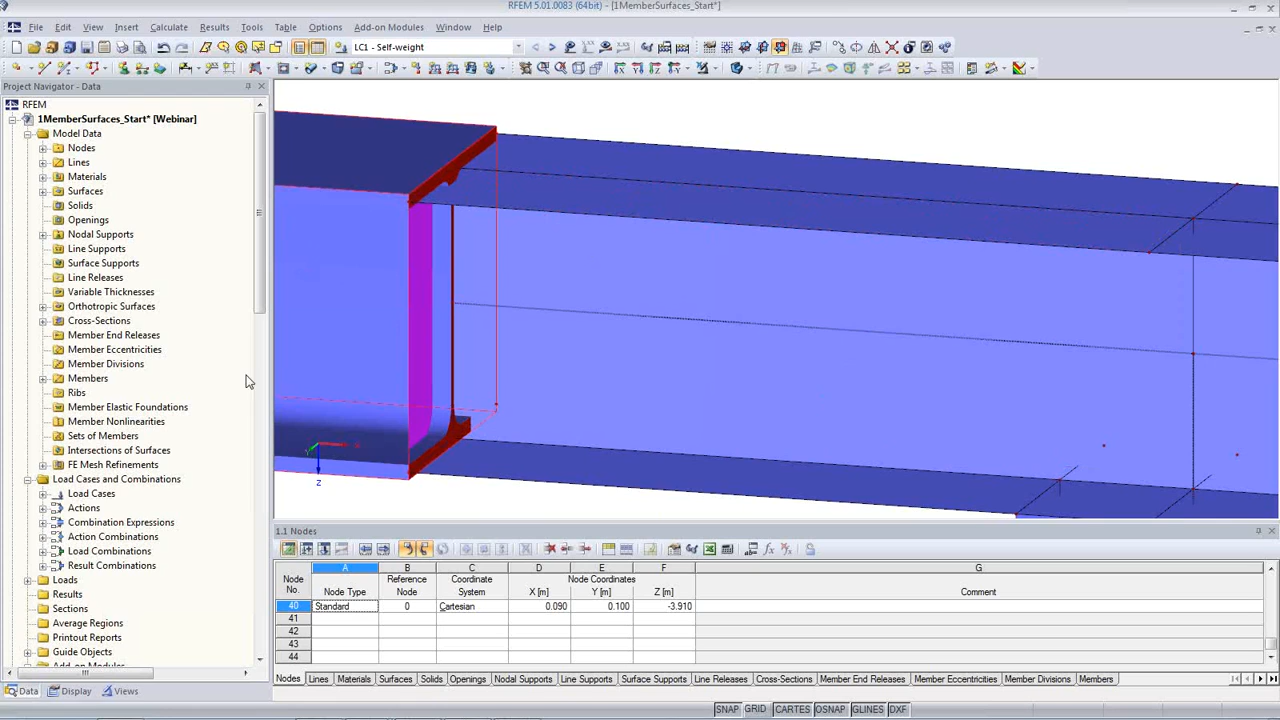 RFEM 5.01.0083 (64bit) - [1MemberSurfaces_Start*]
File Edit View Insert Calculate Results Tools Table Options Add-on Modules Window Help
LC1 - Self-weight
Project Navigator - Data
RFEM
1MemberSurfaces_Start* [Webinar]
Model Data
Nodes
Lines
Materials
Surfaces
Solids
Openings
Nodal Supports
Line Supports
Surface Supports
Line Releases
Variable Thicknesses
Orthotropic Surfaces
Cross-Sections
Member End Releases
Member Eccentricities
Member Divisions
Members
Ribs
Member Elastic Foundations
Member Nonlinearities
Sets of Members
Intersections of Surfaces
FE Mesh Refinements
Load Cases and Combinations
Load Cases
Actions
Combination Expressions
Action Combinations
Load Combinations
Result Combinations
Loads
Results
Sections
Average Regions
Printout Reports
Guide Objects
Add-on Modules
Data Display Views
Z
1.1 Nodes
A B C D E F G
Node No. Node Type Reference Node Coordinate System Node Coordinates X [m] Y [m] Z [m] Comment
40 Standard 0 Cartesian 0.090 0.100 -3.910
41
42
43
44
Nodes Lines Materials Surfaces Solids Openings Nodal Supports Line Supports Surface Supports Line Releases Cross-Sections Member End Releases Member Eccentricities Member Divisions Members
SNAP GRID CARTES OSNAP GLINES DXF